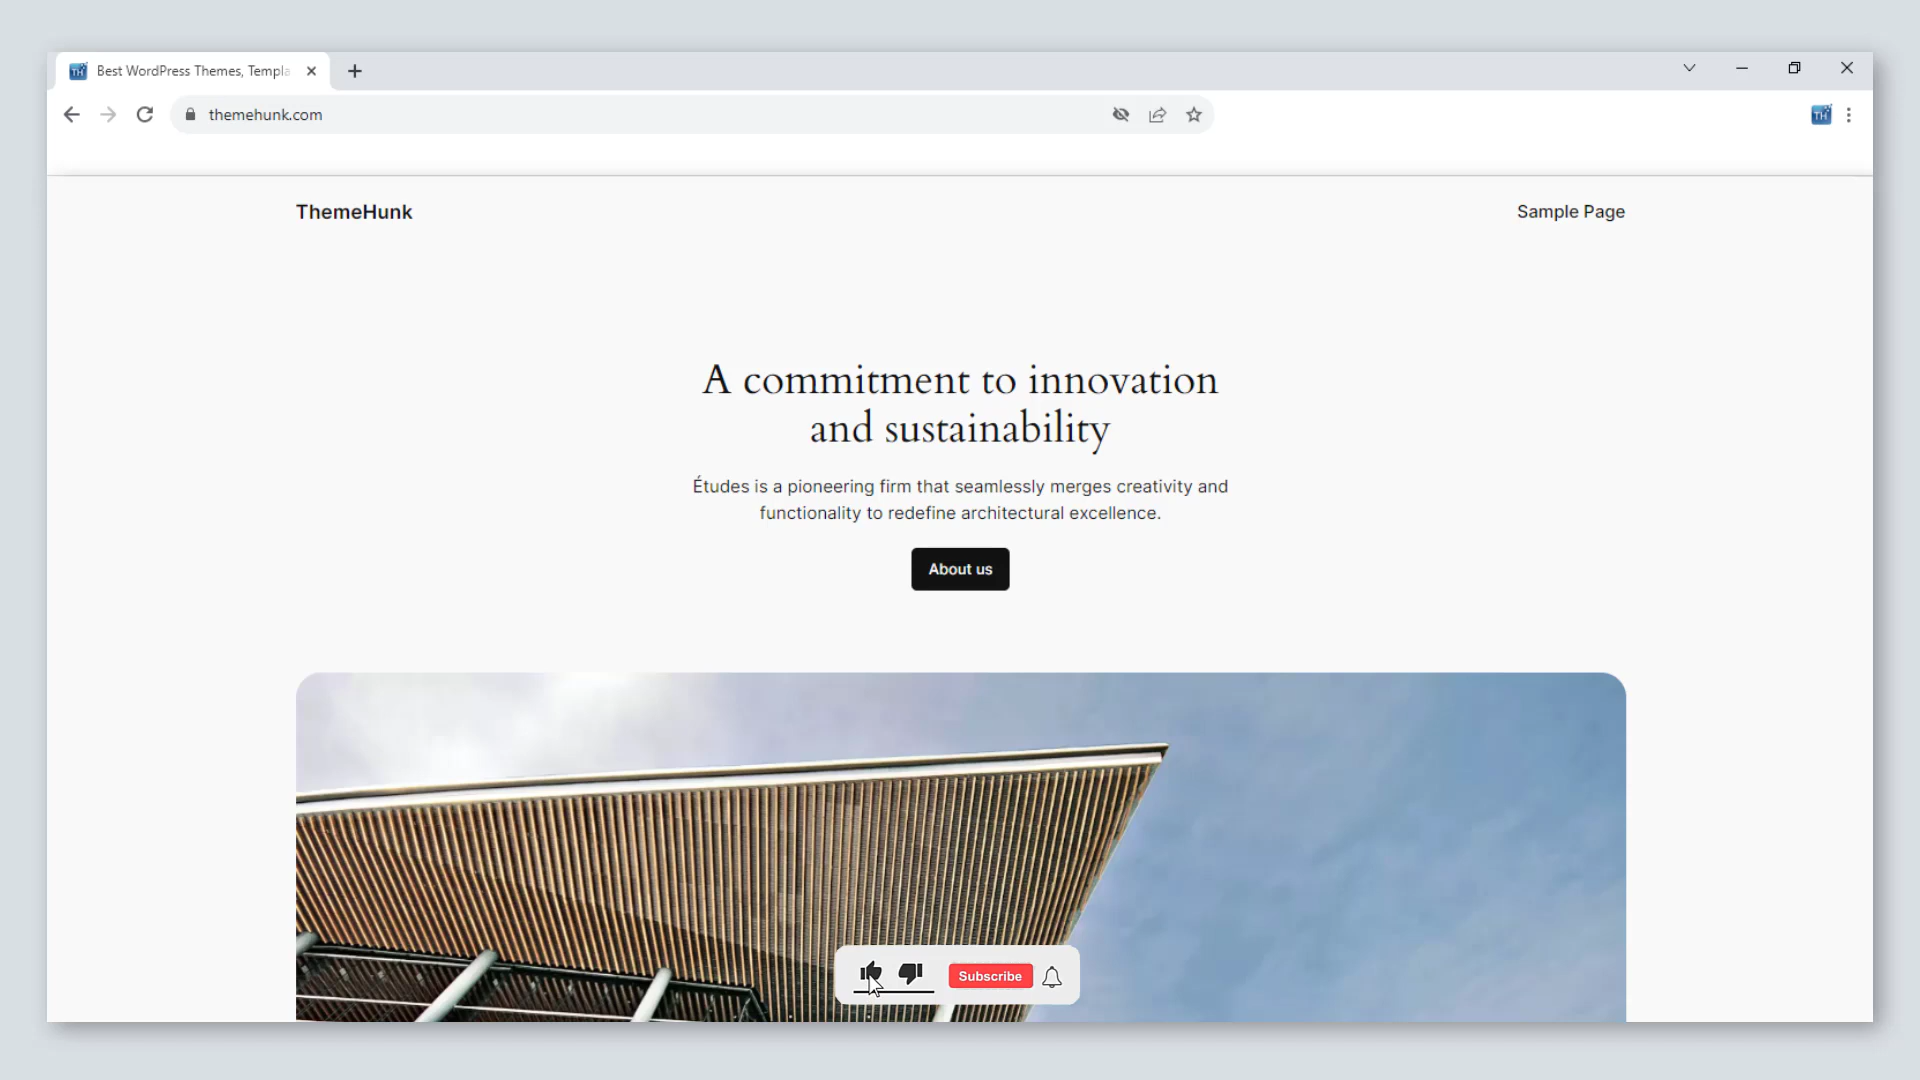 Best WordPress Themes, Templa
themehunk.com
TH
ThemeHunk
Sample Page
A commitment to innovation
and sustainability
Études is a pioneering firm that seamlessly merges creativity and
functionality to redefine architectural excellence.
About us
Subscribe